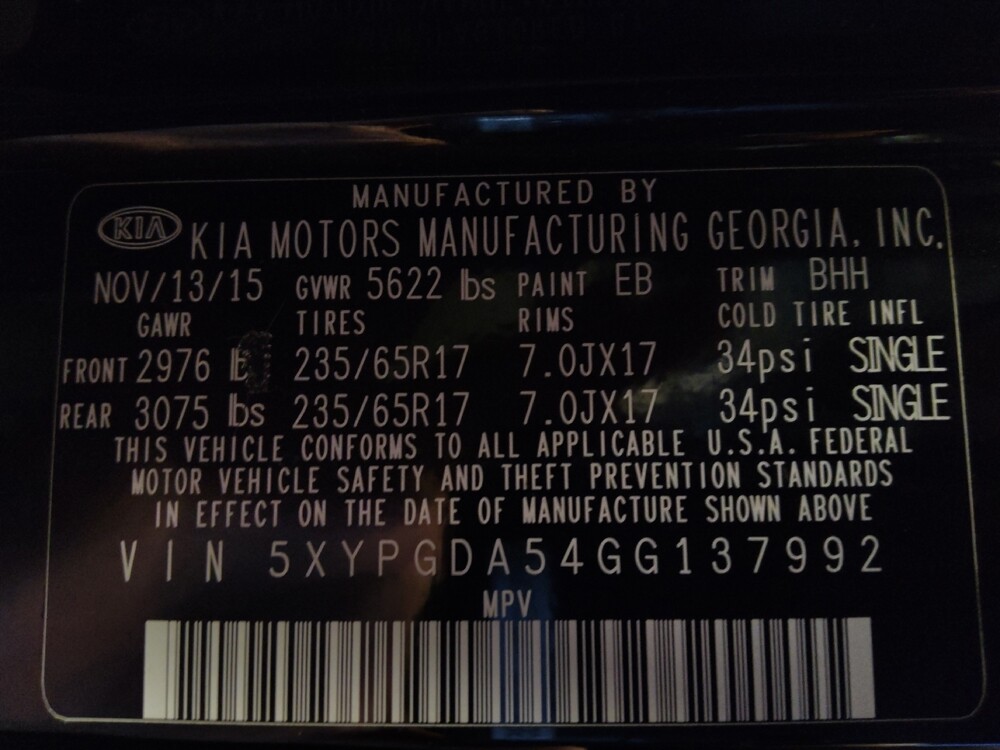 MANUFACTURED BY
KIA KIA MOTORS MANUFACTURING GEORGIA, INC.
NOV/13/15 GVWR 5622 lbs PAINT EB TRIM BHH
GAWR TIRES RIMS COLD TIRE INFL
FRONT 2976 235/65R17 7.0JX17 34psi SINGLE
REAR 3075 lbs 235/65R17 7.0JX17 34psi SINGLE
THIS VEHICLE CONFORMS TO ALL APPLICABLE U.S.A. FEDERAL
MOTOR VEHICLE SAFETY AND THEFT PREVENTION STANDARDS
IN EFFECT ON THE DATE OF MANUFACTURE SHOWN ABOVE
VIN 5XYPGDA54GG137992
MPV